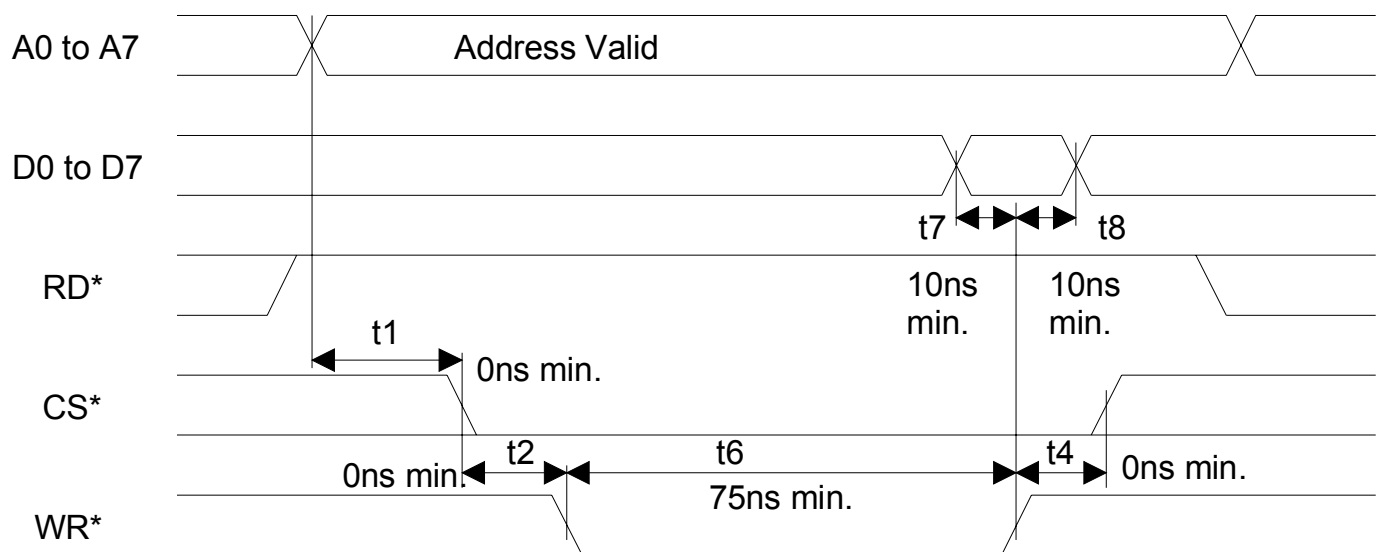 A0 to A7
Address Valid
D0 to D7
t7
t8
RD*
10ns
min.
10ns
min.
t1
0ns min.
CS*
t2
t6
t4
0ns min.
75ns min.
0ns min.
WR*